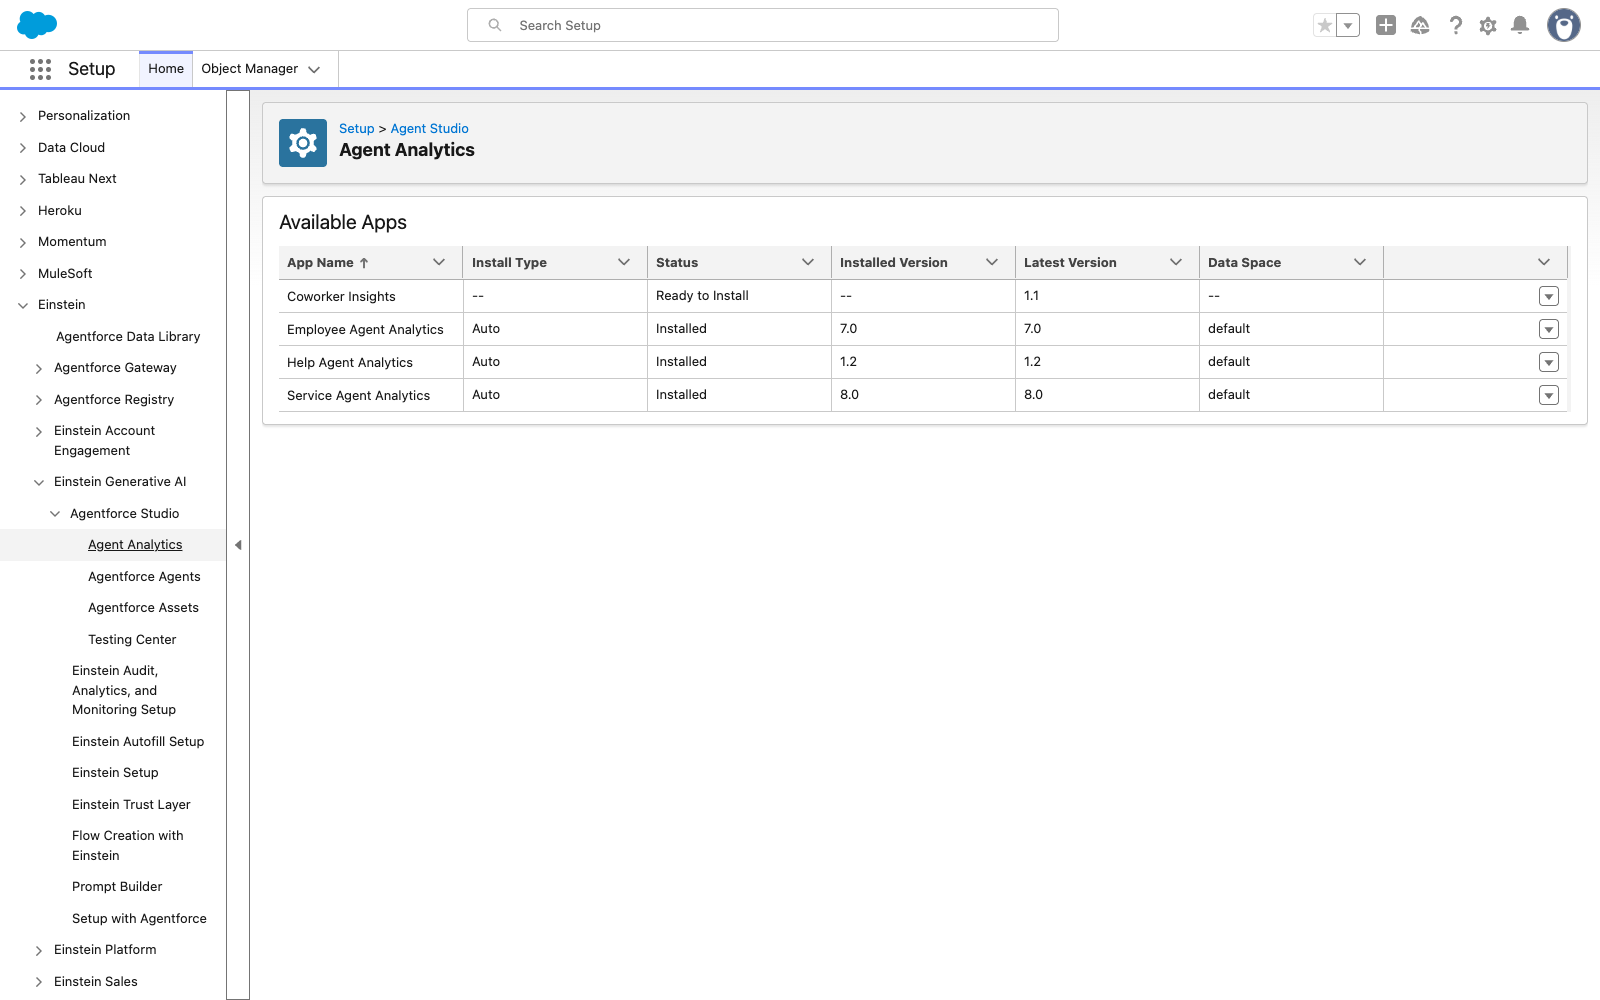 Search Setup
Setup
Home
Object Manager
Personalization
Data Cloud
Tableau Next
Heroku
Momentum
MuleSoft
Einstein
Agentforce Data Library
Agentforce Gateway
Agentforce Registry
Einstein Account
Engagement
Einstein Generative AI
Agentforce Studio
Agent Analytics
Agentforce Agents
Agentforce Assets
Testing Center
Einstein Audit,
Analytics, and
Monitoring Setup
Einstein Autofill Setup
Einstein Setup
Einstein Trust Layer
Flow Creation with
Einstein
Prompt Builder
Setup with Agentforce
Einstein Platform
Einstein Sales
Setup > Agent Studio
Agent Analytics
Available Apps
App Name Install Type Status Installed Version Latest Version Data Space
Coworker Insights -- Ready to Install -- 1.1 --
Employee Agent Analytics Auto Installed 7.0 7.0 default
Help Agent Analytics Auto Installed 1.2 1.2 default
Service Agent Analytics Auto Installed 8.0 8.0 default